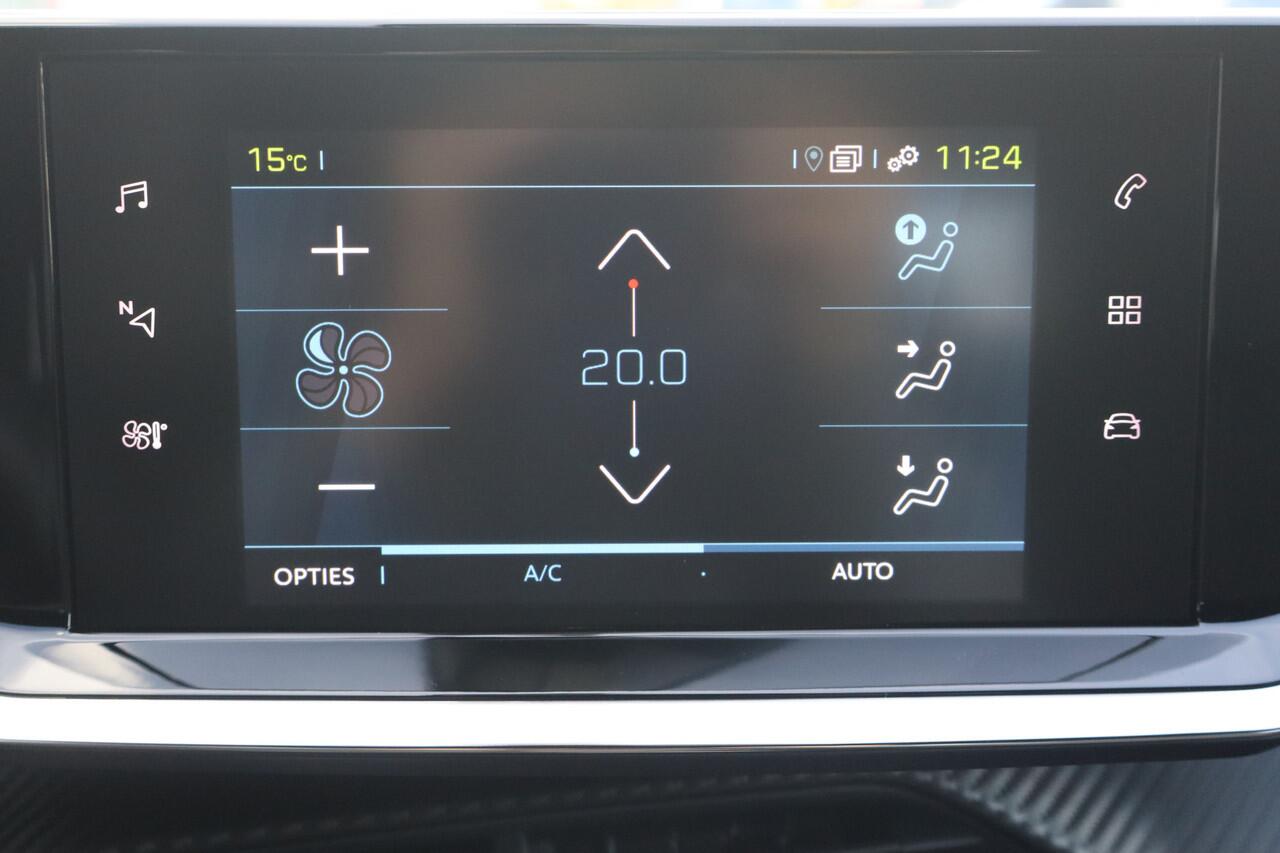 15°C
11:24
N
20.0
OPTIES
A/C
AUTO